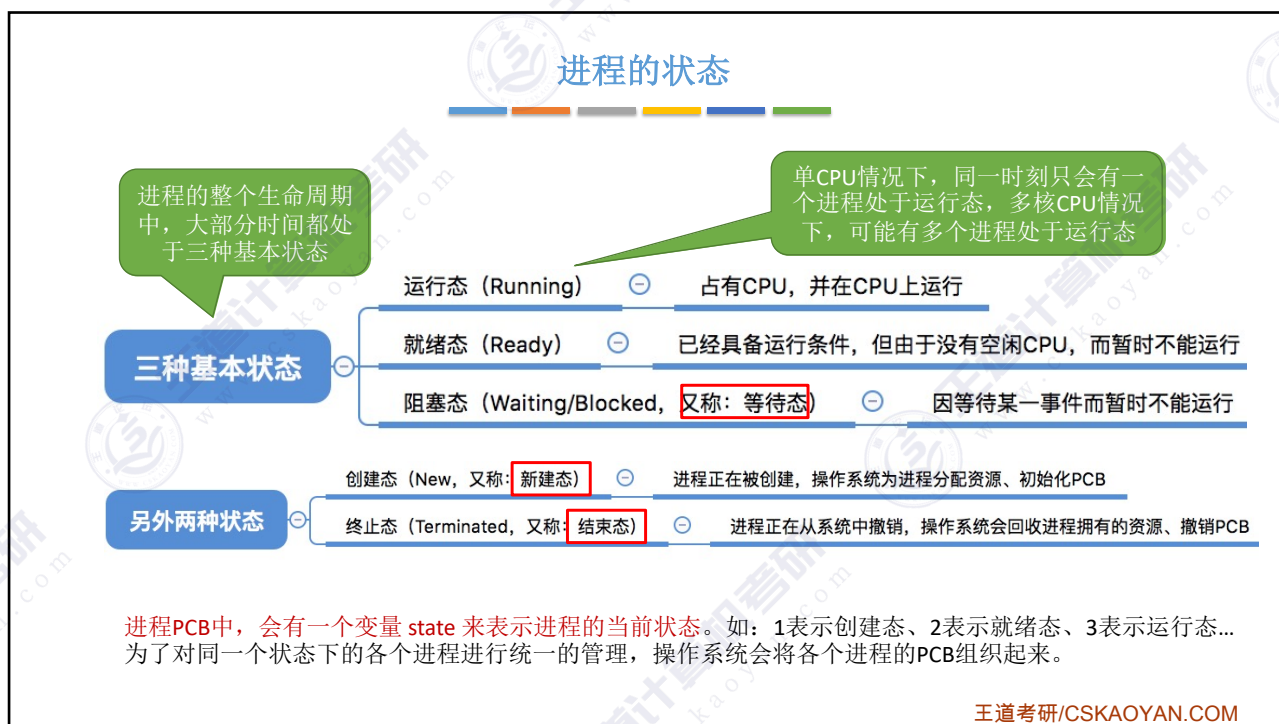 进程的状态
进程的整个生命周期
中，大部分时间都处
于三种基本状态
单CPU情况下，同一时刻只会有一
个进程处于运行态，多核CPU情况
下，可能有多个进程处于运行态
三种基本状态
运行态（Running）
占有CPU，并在CPU上运行
就绪态（Ready）
已经具备运行条件，但由于没有空闲CPU，而暂时不能运行
阻塞态（Waiting/Blocked，又称：等待态）
因等待某一事件而暂时不能运行
另外两种状态
创建态（New，又称：新建态）
进程正在被创建，操作系统为进程分配资源、初始化PCB
终止态（Terminated，又称：结束态）
进程正在从系统中撤销，操作系统会回收进程拥有的资源、撤销PCB
进程PCB中，会有一个变量 state 来表示进程的当前状态。如：1表示创建态、2表示就绪态、3表示运行态…
为了对同一个状态下的各个进程进行统一的管理，操作系统会将各个进程的PCB组织起来。
王道考研/CSKAOYAN.COM